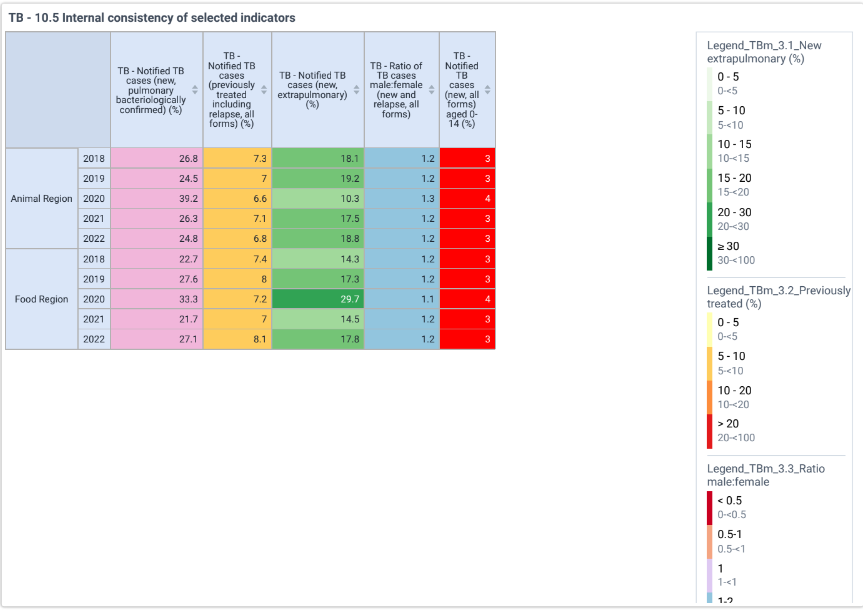 TB - 10.5 Internal consistency of selected indicators
TB - Notified TB cases (new, pulmonary bacteriologically confirmed) (%)
TB - Notified TB cases (previously treated including relapse, all forms) (%)
TB - Notified TB cases (new, extrapulmonary) (%)
TB - Ratio of TB cases male:female (new and relapse, all forms)
TB - Notified TB cases (new, all forms) aged 0-14 (%)
Animal Region
2018 26.8 7.3 18.1 1.2 3
2019 24.5 7 19.2 1.2 3
2020 39.2 6.6 10.3 1.3 4
2021 26.3 7.1 17.5 1.2 3
2022 24.8 6.8 18.8 1.2 3
Food Region
2018 22.7 7.4 14.3 1.2 3
2019 27.6 8 17.3 1.2 3
2020 33.3 7.2 29.7 1.1 4
2021 21.7 7 14.5 1.2 3
2022 27.1 8.1 17.8 1.2 3
Legend_TBm_3.1_New
extrapulmonary (%)
0 - 5
0-<5
5 - 10
5-<10
10 - 15
10-<15
15 - 20
15-<20
20 - 30
20-<30
≥ 30
30-<100
Legend_TBm_3.2_Previously
treated (%)
0 - 5
0-<5
5 - 10
5-<10
10 - 20
10-<20
> 20
20-<100
Legend_TBm_3.3_Ratio
male:female
< 0.5
0-<0.5
0.5-1
0.5-<1
1
1-<1
1-2